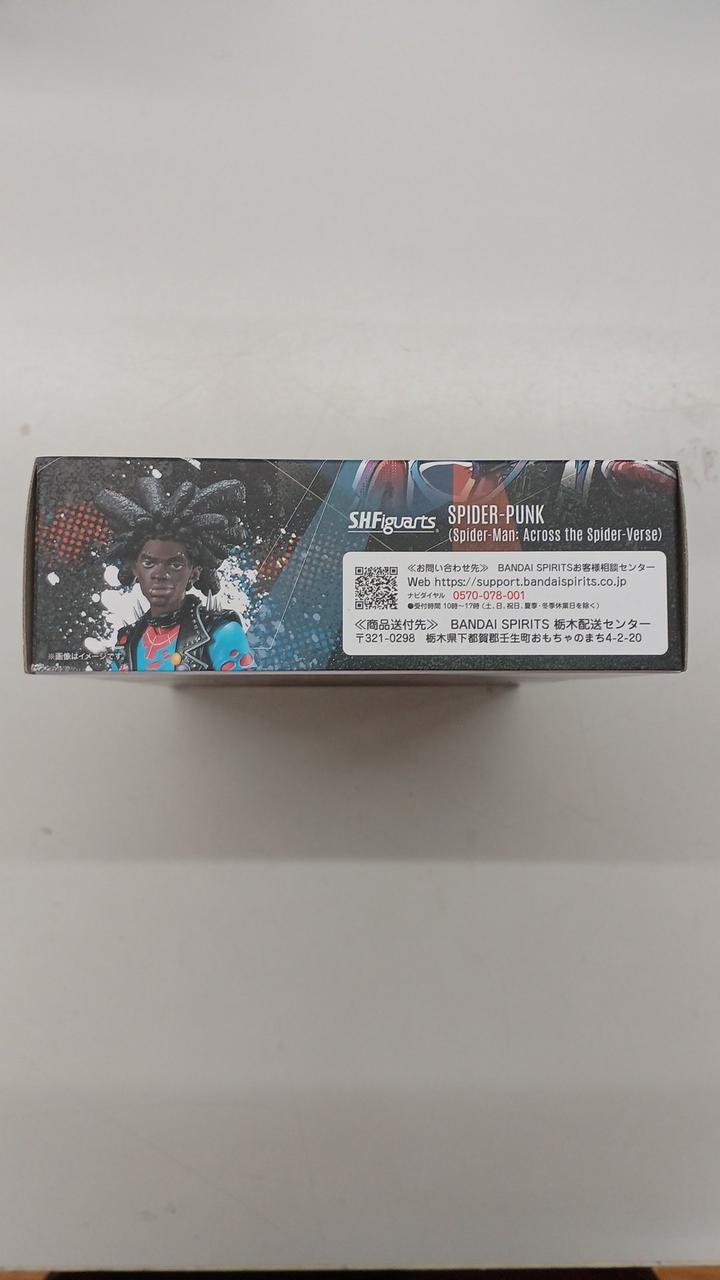 S.H.Figuarts
SPIDER-PUNK
(Spider-Man: Across the Spider-Verse)
≪お問い合わせ先≫ BANDAI SPIRITSお客様相談センター
Web https://support.bandaispirits.co.jp
ナビダイヤル 0570-078-001
●受付時間 10時～17時 (土、日、祝日、夏季・冬季休業日を除く)
≪商品送付先≫ BANDAI SPIRITS 栃木配送センター
〒321-0298 栃木県下都賀郡壬生町おもちゃのまち4-2-20
※画像はイメージです。